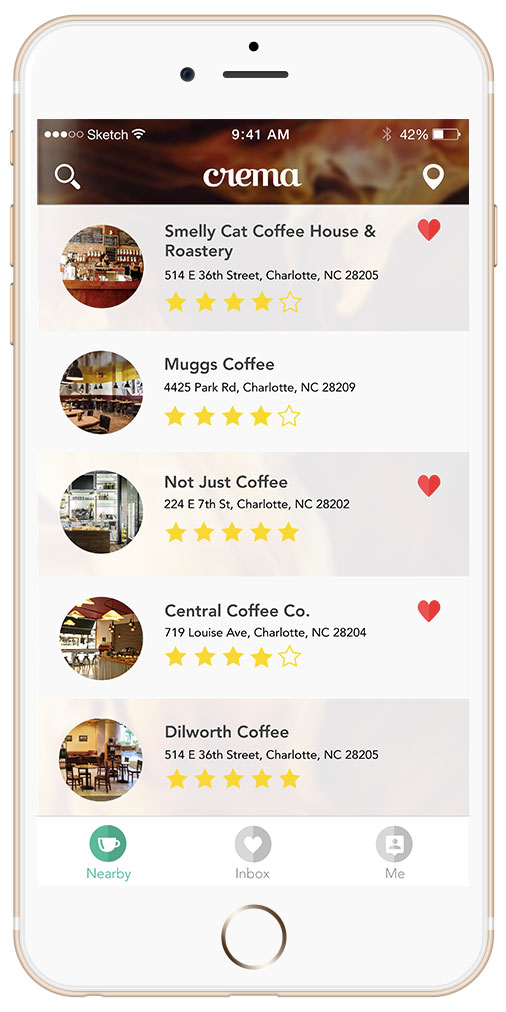 Sketch 9:41 AM 42%
crema
Smelly Cat Coffee House &
Roastery
514 E 36th Street, Charlotte, NC 28205
Muggs Coffee
4425 Park Rd, Charlotte, NC 28209
Not Just Coffee
224 E 7th St, Charlotte, NC 28202
Central Coffee Co.
719 Louise Ave, Charlotte, NC 28204
Dilworth Coffee
514 E 36th Street, Charlotte, NC 28205
Nearby Inbox Me